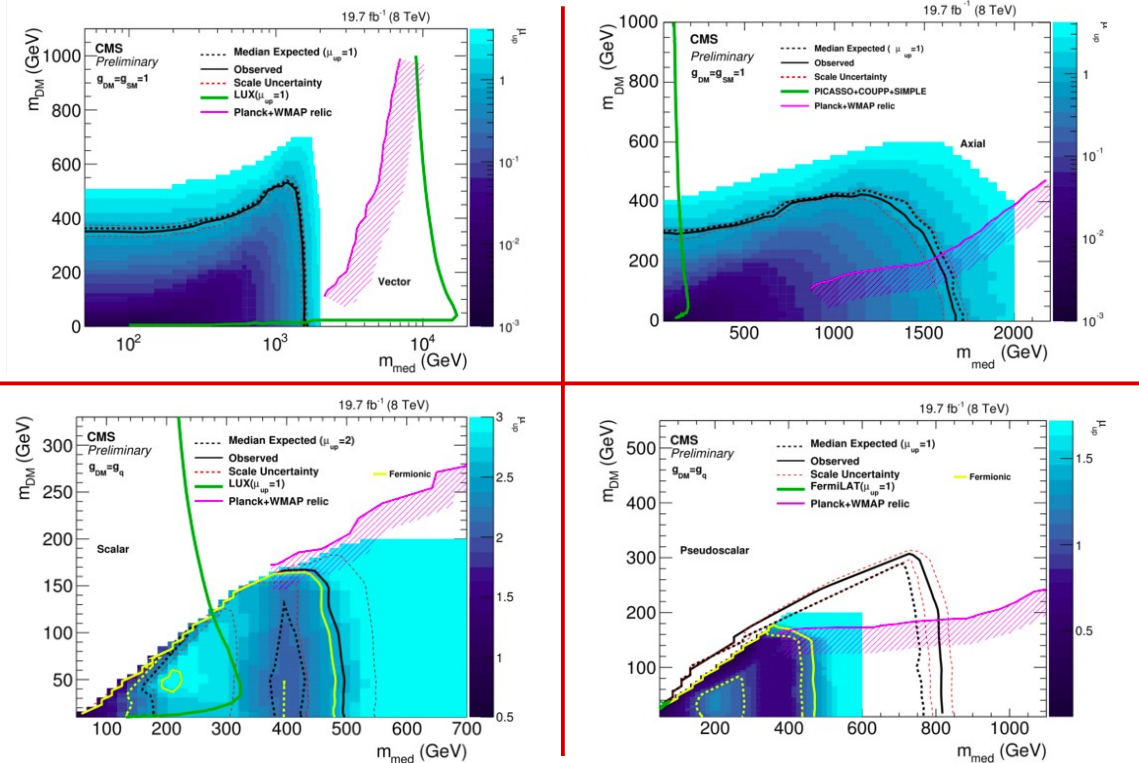 19.7 fb⁻¹ (8 TeV)
CMS
Preliminary
g_DM=g_SM=1
Median Expected (μ_up=1)
Observed
Scale Uncertainty
LUX(μ_up=1)
Planck+WMAP relic
Vector
m_DM (GeV)
1000
800
600
400
200
0
10²
10³
10⁴
m_med (GeV)
μ_up
1
10⁻¹
10⁻²
10⁻³
19.7 fb⁻¹ (8 TeV)
CMS
Preliminary
g_DM=g_SM=1
Median Expected ( μ_up=1)
Observed
Scale Uncertainty
PICASSO+COUPP+SIMPLE
Planck+WMAP relic
Axial
m_DM (GeV)
1000
800
600
400
200
0
500
1000
1500
2000
m_med (GeV)
μ_up
1
10⁻¹
10⁻²
10⁻³
19.7 fb⁻¹ (8 TeV)
CMS
Preliminary
g_DM=g_q
Median Expected (μ_up=2)
Observed
Scale Uncertainty
LUX(μ_up=1)
Planck+WMAP relic
Fermionic
Scalar
m_DM (GeV)
300
250
200
150
100
50
100
200
300
400
500
600
700
m_med (GeV)
μ_up
3
2.5
2
1.5
1
0.5
19.7 fb⁻¹ (8 TeV)
CMS
Preliminary
g_DM=g_q
Median Expected (μ_up=1)
Observed
Scale Uncertainty
FermiLAT(μ_up=1)
Planck+WMAP relic
Fermionic
Pseudoscalar
m_DM (GeV)
500
400
300
200
100
200
400
600
800
1000
m_med (GeV)
μ_up
1.5
1
0.5